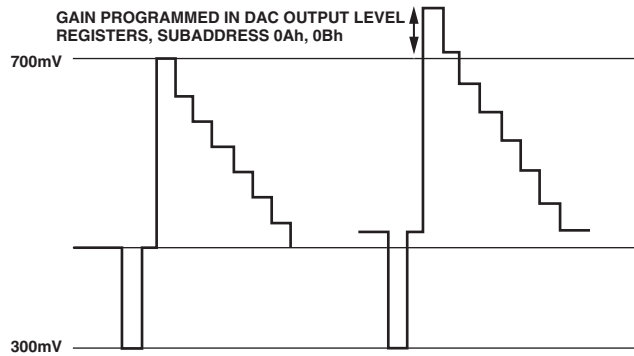 GAIN PROGRAMMED IN DAC OUTPUT LEVEL
REGISTERS, SUBADDRESS 0Ah, 0Bh
700mV
300mV